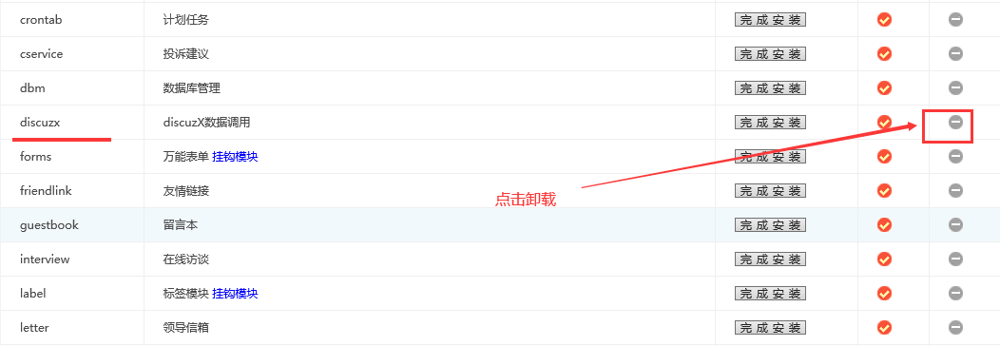 crontab 计划任务 完成安装
cservice 投诉建议 完成安装
dbm 数据库管理 完成安装
discuzx discuzX数据调用 完成安装
forms 万能表单 挂钩模块 完成安装
friendlink 友情链接 完成安装
点击卸载
guestbook 留言本 完成安装
interview 在线访谈 完成安装
label 标签模块 挂钩模块 完成安装
letter 领导信箱 完成安装